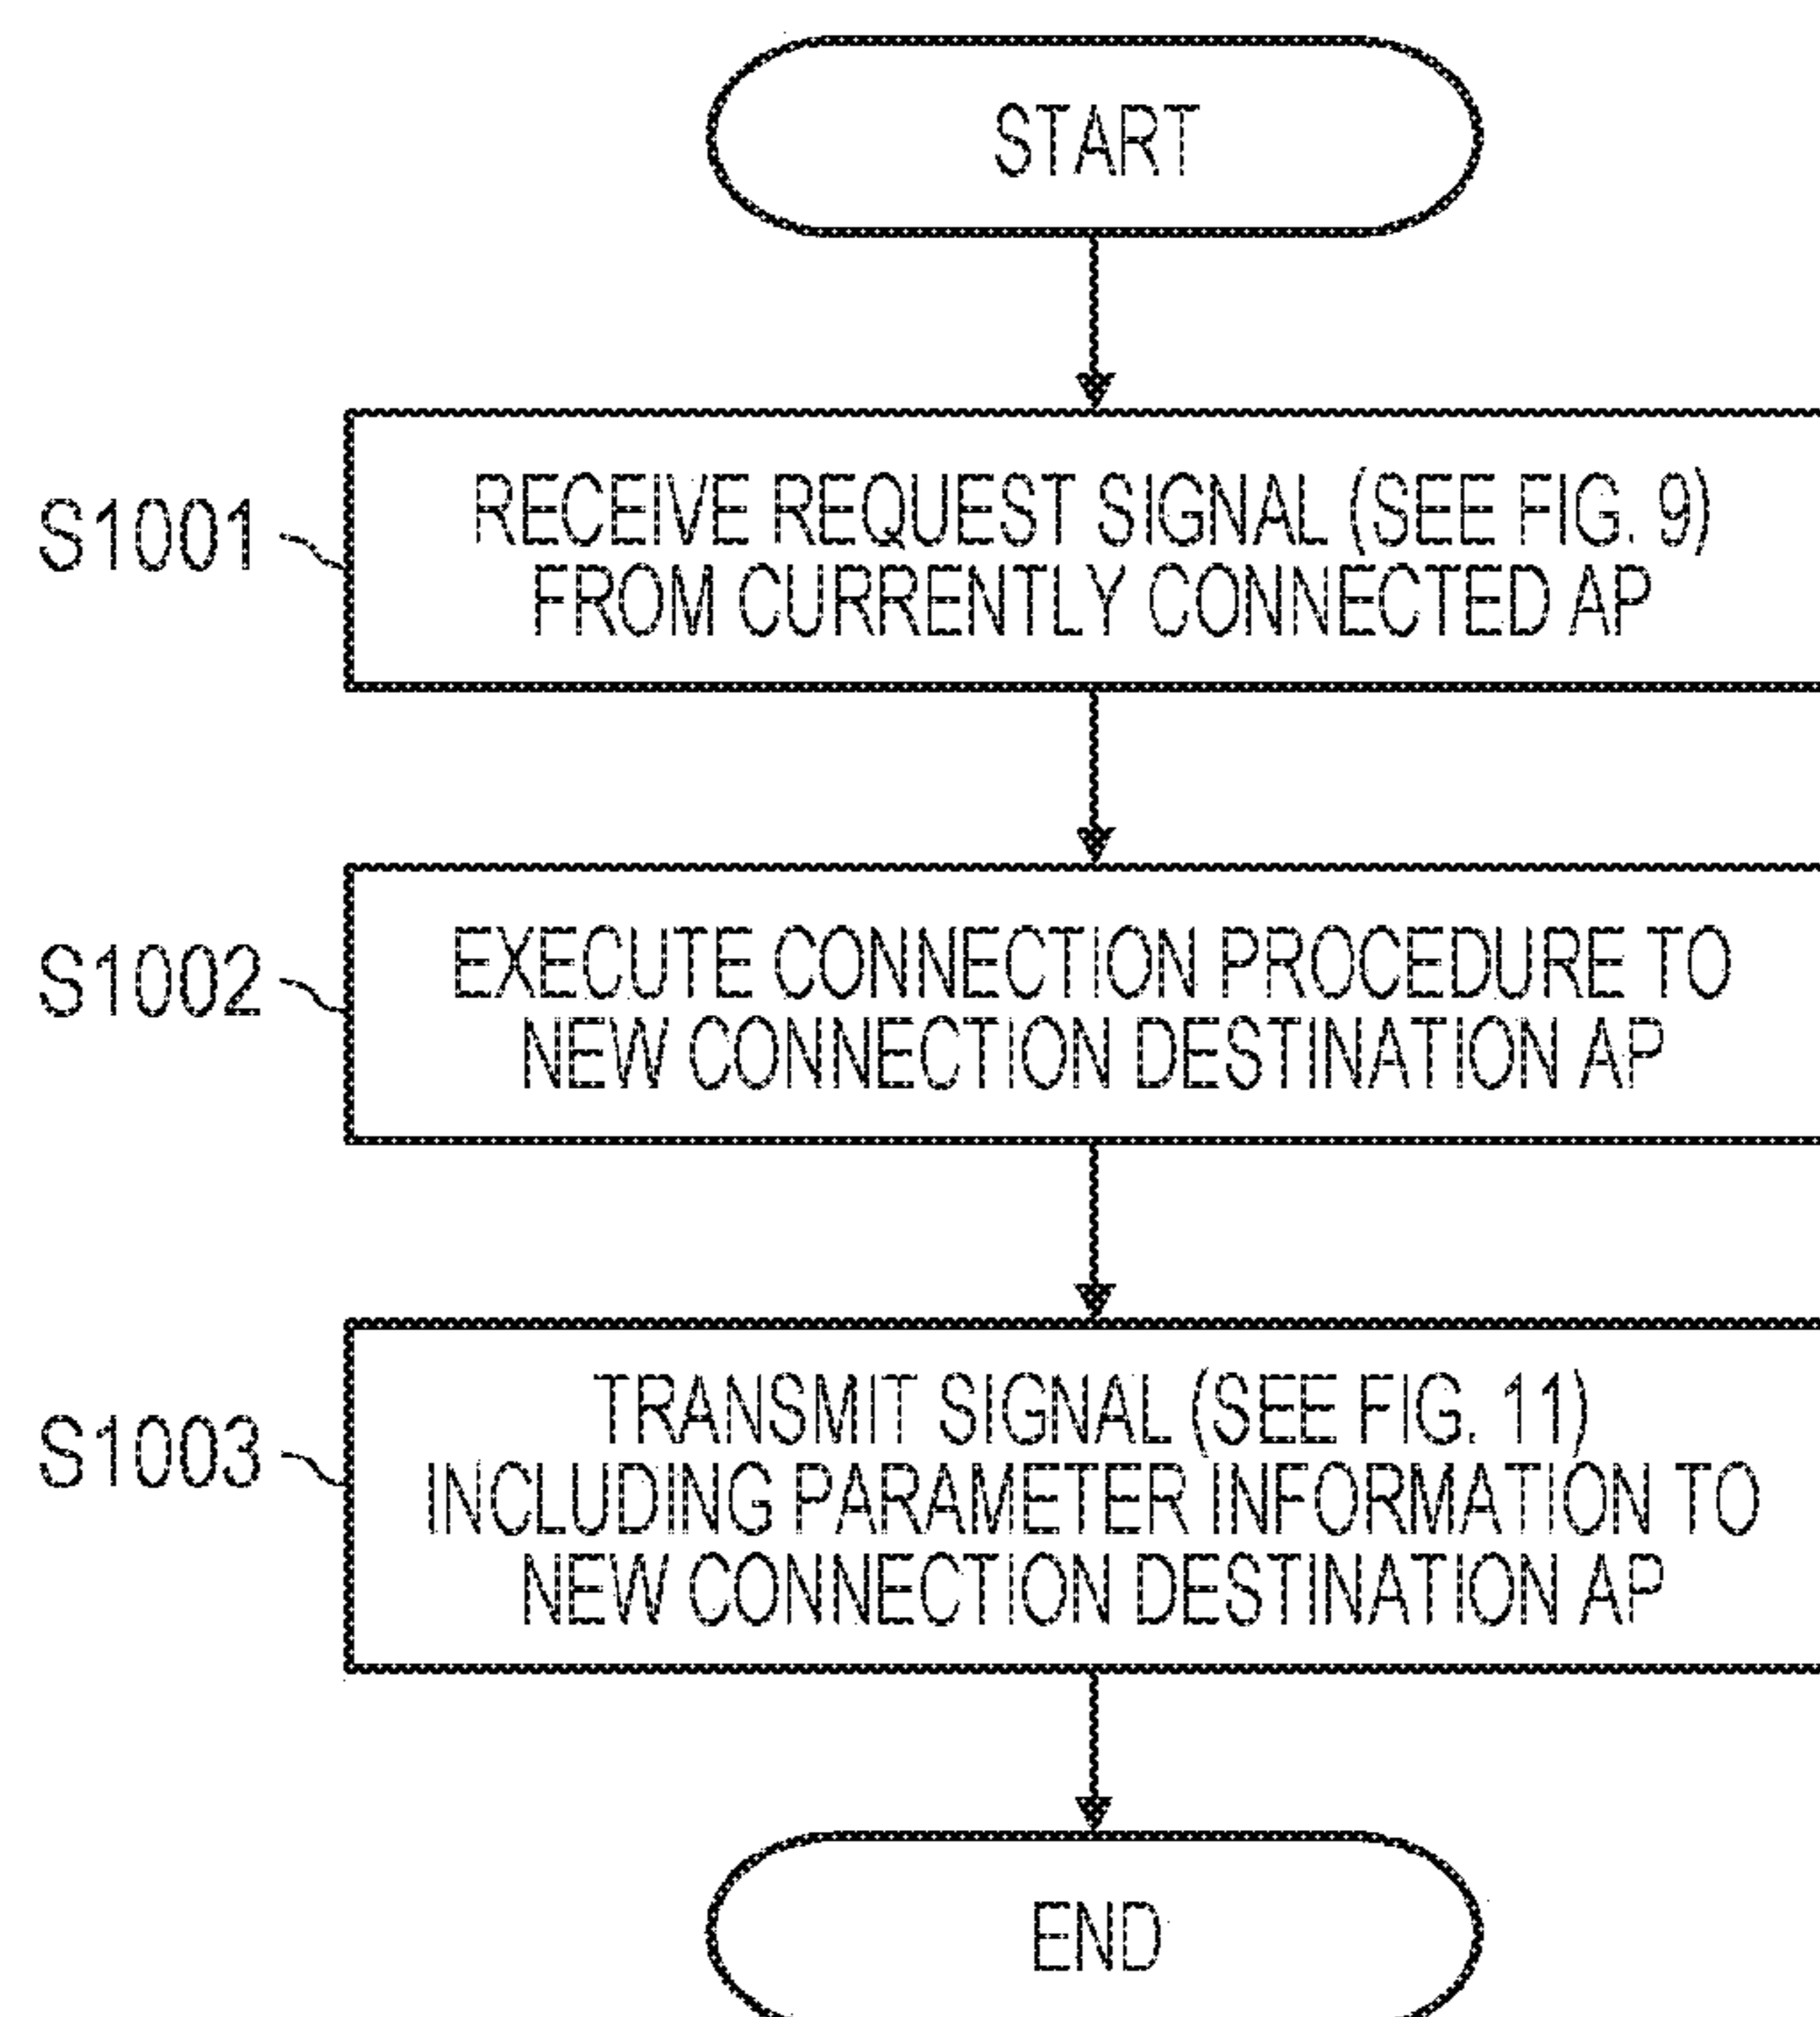 START
S1001
RECEIVE REQUEST SIGNAL (SEE FIG. 9)
FROM CURRENTLY CONNECTED AP
S1002
EXECUTE CONNECTION PROCEDURE TO
NEW CONNECTION DESTINATION AP
S1003
TRANSMIT SIGNAL (SEE FIG. 11)
INCLUDING PARAMETER INFORMATION TO
NEW CONNECTION DESTINATION AP
END